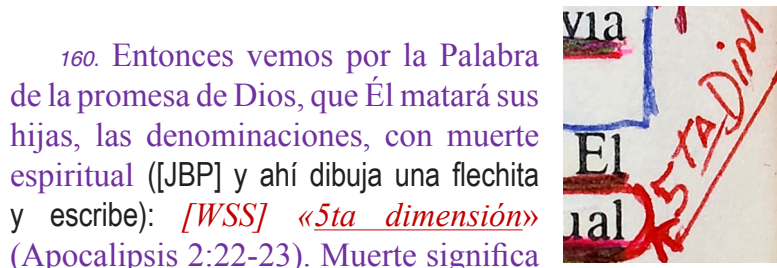 160. Entonces vemos por la Palabra
de la promesa de Dios, que Él matará sus
hijas, las denominaciones, con muerte
espiritual ([JBP] y ahí dibuja una flechita
y escribe): [WSS] «5ta dimensión»
(Apocalipsis 2:22-23). Muerte significa
via
El
ual
5TA Dim